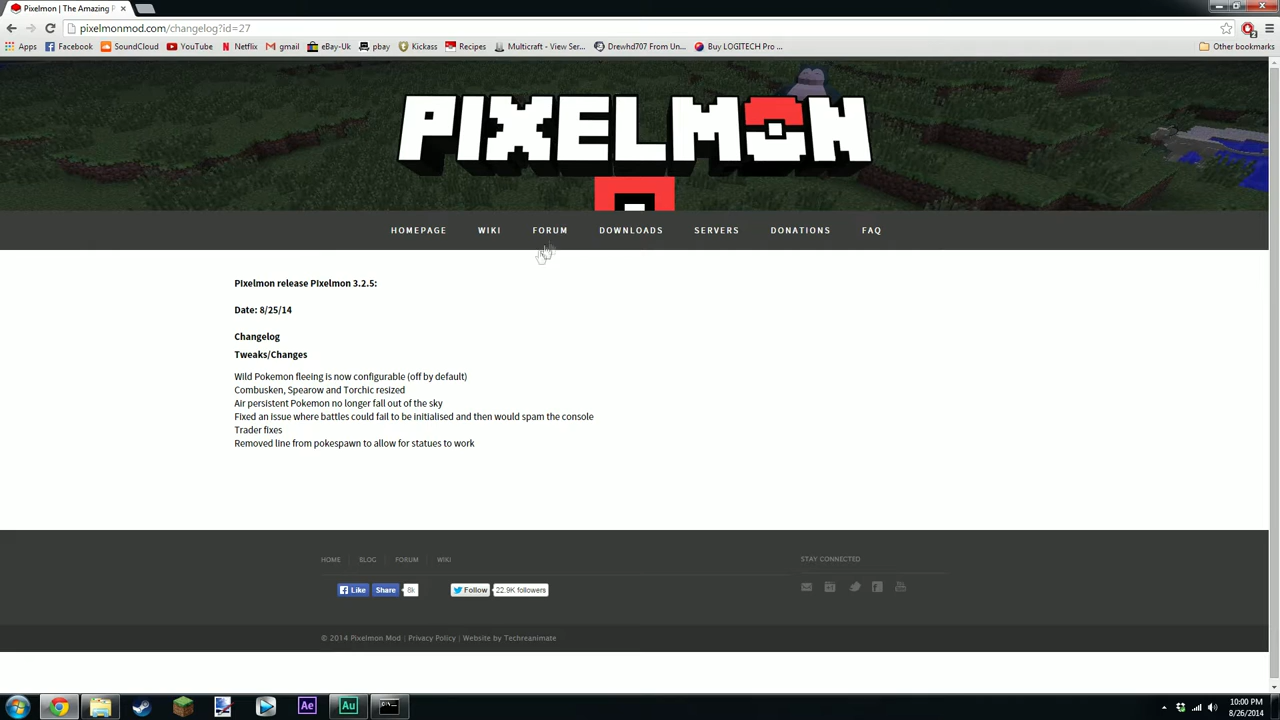 Pixelmon | The Amazing P
pixelmonmod.com/changelog?id=27
Apps Facebook SoundCloud YouTube Netflix gmail eBay-Uk pbay Kickass Recipes Multicraft - View Ser... Drewhd707 From Un... Buy LOGITECH Pro ... Other bookmarks
PIXELMON
HOMEPAGE WIKI FORUM DOWNLOADS SERVERS DONATIONS FAQ
PIxelmon release PIxelmon 3.2.5:
Date: 8/25/14
Changelog
Tweaks/Changes
Wild Pokemon fleeing is now configurable (off by default)
Combusken, Spearow and Torchic resized
Air persistent Pokemon no longer fall out of the sky
Fixed an issue where battles could fail to be initialised and then would spam the console
Trader fixes
Removed line from pokespawn to allow for statues to work
HOME BLOG FORUM WIKI STAY CONNECTED
Like Share 8k Follow 22.9K followers
© 2014 Pixelmon Mod | Privacy Policy | Website by Techreanimate
Ae Au
10:00 PM
8/26/2014